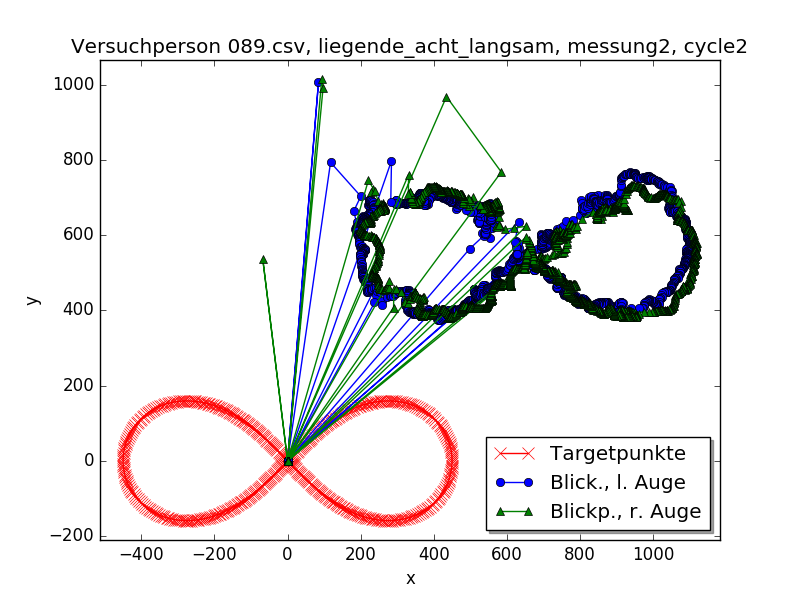 Versuchperson 089.csv, liegende_acht_langsam, messung2, cycle2
1000
800
600
400
200
0
−200
y
−400
−200
0
200
400
600
800
1000
x
Targetpunkte
Blick., l. Auge
Blickp., r. Auge